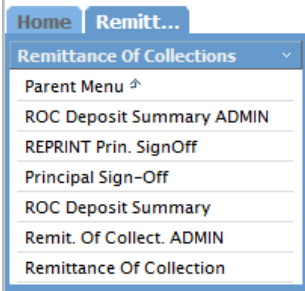 Home Remitt...
Remittance Of Collections
Parent Menu
ROC Deposit Summary ADMIN
REPRINT Prin. SignOff
Principal Sign-Off
ROC Deposit Summary
Remit. Of Collect. ADMIN
Remittance Of Collection